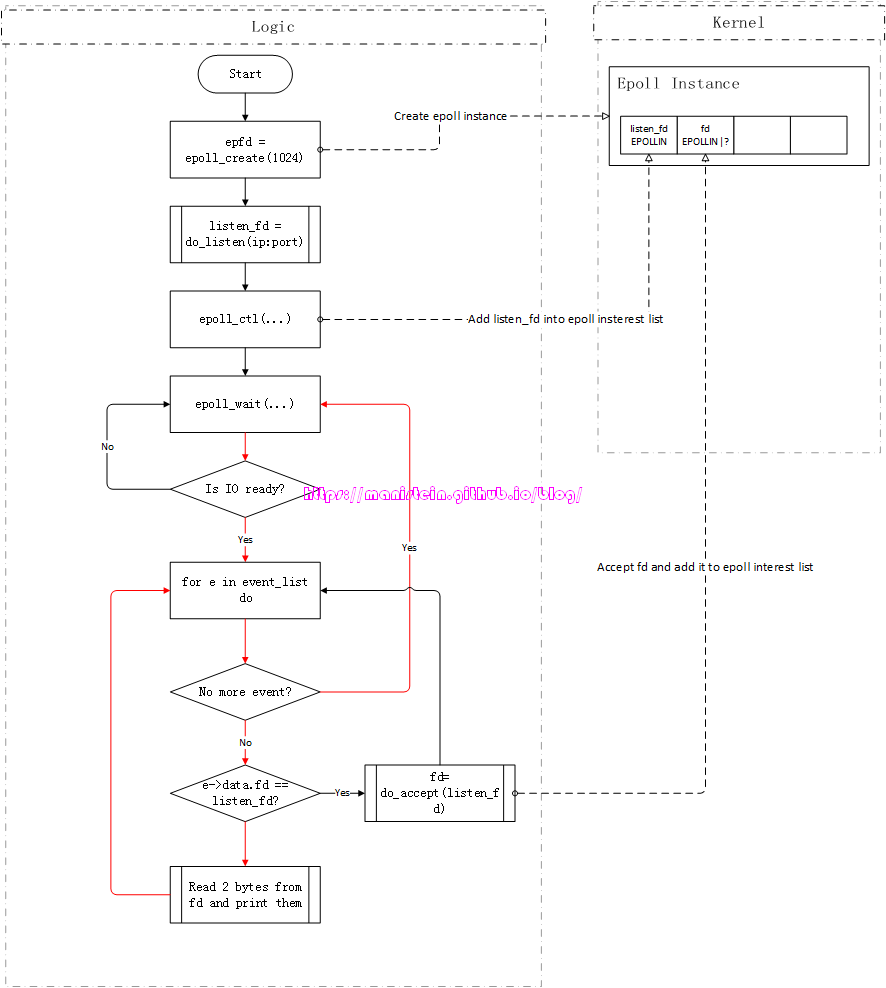 Logic
Kernel
Start
Epoll Instance
Create epoll instance
listen_fd
EPOLLIN
fd
EPOLLIN|?
epfd =
epoll_create(1024)
listen_fd =
do_listen(ip:port)
epoll_ctl(...)
Add listen_fd into epoll insterest list
epoll_wait(...)
No
Is IO ready?
https://manistein.github.io/blog/
Yes
Yes
for e in event_list
do
Accept fd and add it to epoll interest list
No more event?
No
e->data.fd ==
listen_fd?
Yes
fd=
do_accept(listen_f
d)
Read 2 bytes from
fd and print them